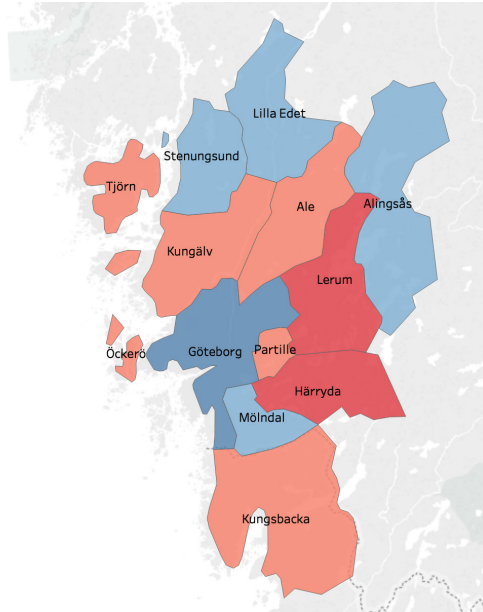 Lilla Edet
Stenungsund
Tjörn
Ale
Alingsås
Kungälv
Lerum
Öckerö
Göteborg
Partille
Härryda
Mölndal
Kungsbacka